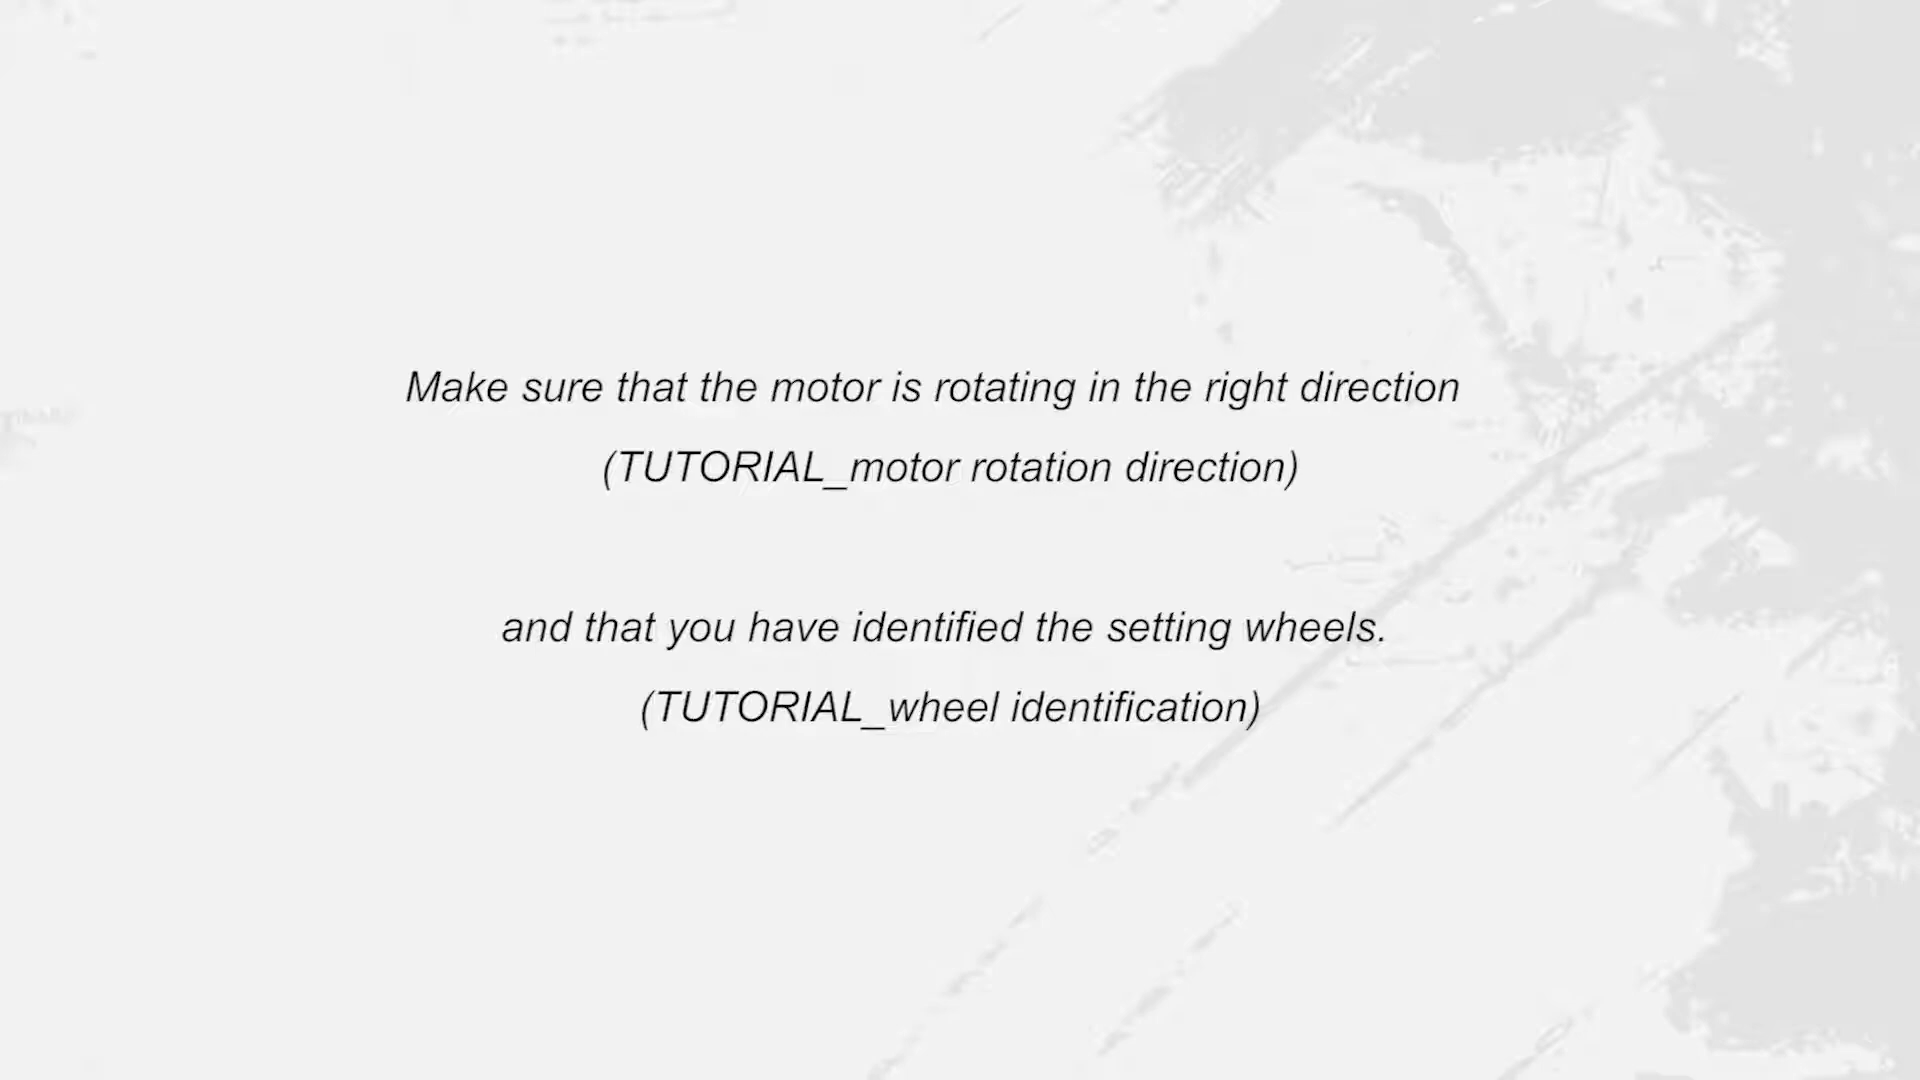 Make sure that the motor is rotating in the right direction
(TUTORIAL_motor rotation direction)
and that you have identified the setting wheels.
(TUTORIAL_wheel identification)